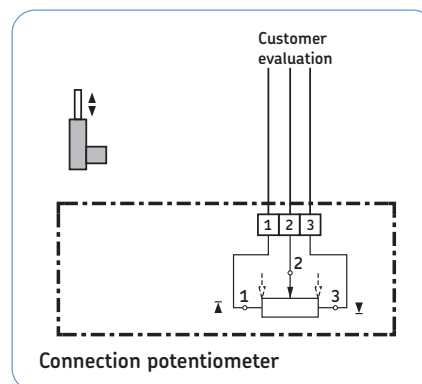 Customer
evaluation
1 2 3
2
1 3
Connection potentiometer